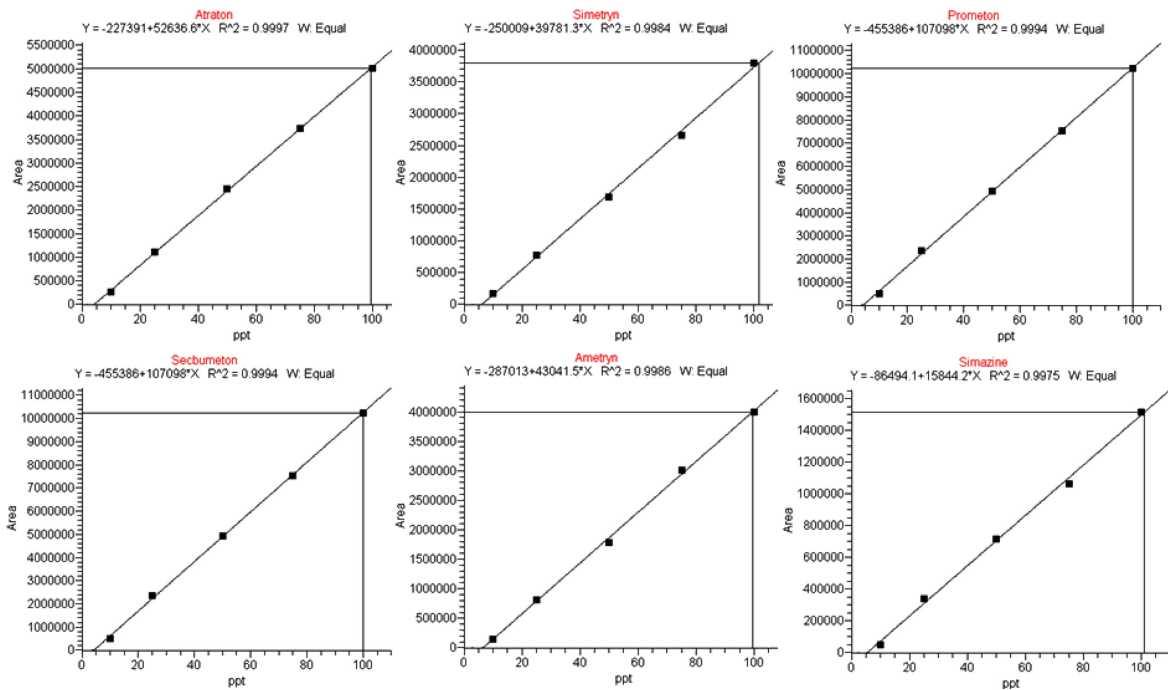 Atraton
Y = -227391+52636.6*X R^2 = 0.9997 W: Equal
5500000
5000000
4500000
4000000
3500000
3000000
2500000
2000000
1500000
1000000
500000
0
Area
0 20 40 60 80 100
ppt
Simetryn
Y = -250009+39781.3*X R^2 = 0.9984 W: Equal
4000000
3500000
3000000
2500000
2000000
1500000
1000000
500000
0
Area
0 20 40 60 80 100
ppt
Prometon
Y = -455386+107098*X R^2 = 0.9994 W: Equal
11000000
10000000
9000000
8000000
7000000
6000000
5000000
4000000
3000000
2000000
1000000
0
Area
0 20 40 60 80 100
ppt
Secbumeton
Y = -455386+107098*X R^2 = 0.9994 W: Equal
11000000
10000000
9000000
8000000
7000000
6000000
5000000
4000000
3000000
2000000
1000000
0
Area
0 20 40 60 80 100
ppt
Ametryn
Y = -287013+43041.5*X R^2 = 0.9986 W: Equal
4000000
3500000
3000000
2500000
2000000
1500000
1000000
500000
0
Area
0 20 40 60 80 100
ppt
Simazine
Y = -86494.1+15844.2*X R^2 = 0.9975 W: Equal
1600000
1400000
1200000
1000000
800000
600000
400000
200000
0
Area
0 20 40 60 80 100
ppt